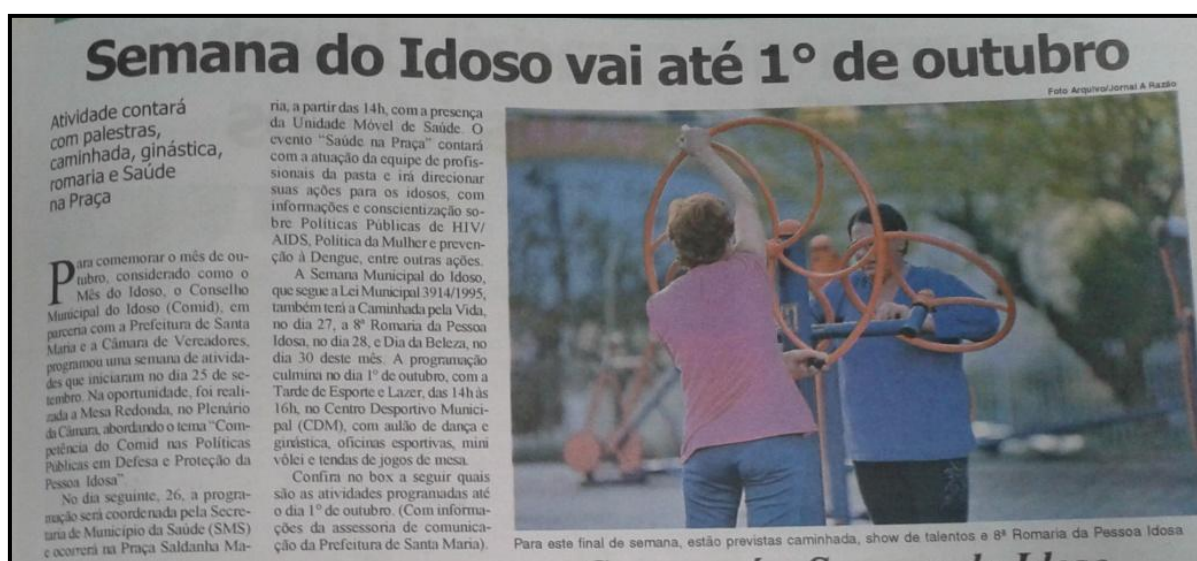 Semana do Idoso vai até 1° de outubro
Foto Arquivo/Jornal A Razão
Atividade contará
com palestras,
caminhada, ginástica,
romaria e Saúde
na Praça
Para comemorar o mês de ou-
tubro, considerado como o
Mês do Idoso, o Conselho
Municipal do Idoso (Comid), em
parceria com a Prefeitura de Santa
Maria e a Câmara de Vereadores,
programou uma semana de ativida-
des que iniciaram no dia 25 de se-
tembro. Na oportunidade, foi reali-
zada a Mesa Redonda, no Plenário
da Câmara, abordando o tema "Com-
petência do Comid nas Políticas
Públicas em Defesa e Proteção da
Pessoa Idosa".
No dia seguinte, 26, a progra-
mação será coordenada pela Secre-
taria de Município da Saúde (SMS)
e ocorrerá na Praça Saldanha Ma-
ria, a partir das 14h, com a presença
da Unidade Móvel de Saúde. O
evento "Saúde na Praça" contará
com a atuação da equipe de profis-
sionais da pasta e irá direcionar
suas ações para os idosos, com
informações e conscientização so-
bre Políticas Públicas de HIV/
AIDS, Política da Mulher e preven-
ção à Dengue, entre outras ações.
A Semana Municipal do Idoso,
que segue a Lei Municipal 3914/1995,
também terá a Caminhada pela Vida,
no dia 27, a 8ª Romaria da Pessoa
Idosa, no dia 28, e Dia da Beleza, no
dia 30 deste mês. A programação
culmina no dia 1º de outubro, com a
Tarde de Esporte e Lazer, das 14h às
16h, no Centro Desportivo Munici-
pal (CDM), com aulão de dança e
ginástica, oficinas esportivas, mini
vôlei e tendas de jogos de mesa.
Confira no box a seguir quais
são as atividades programadas até
o dia 1º de outubro. (Com informa-
ções da assessoria de comunica-
ção da Prefeitura de Santa Maria).
Para este final de semana, estão previstas caminhada, show de talentos e 8ª Romaria da Pessoa Idosa